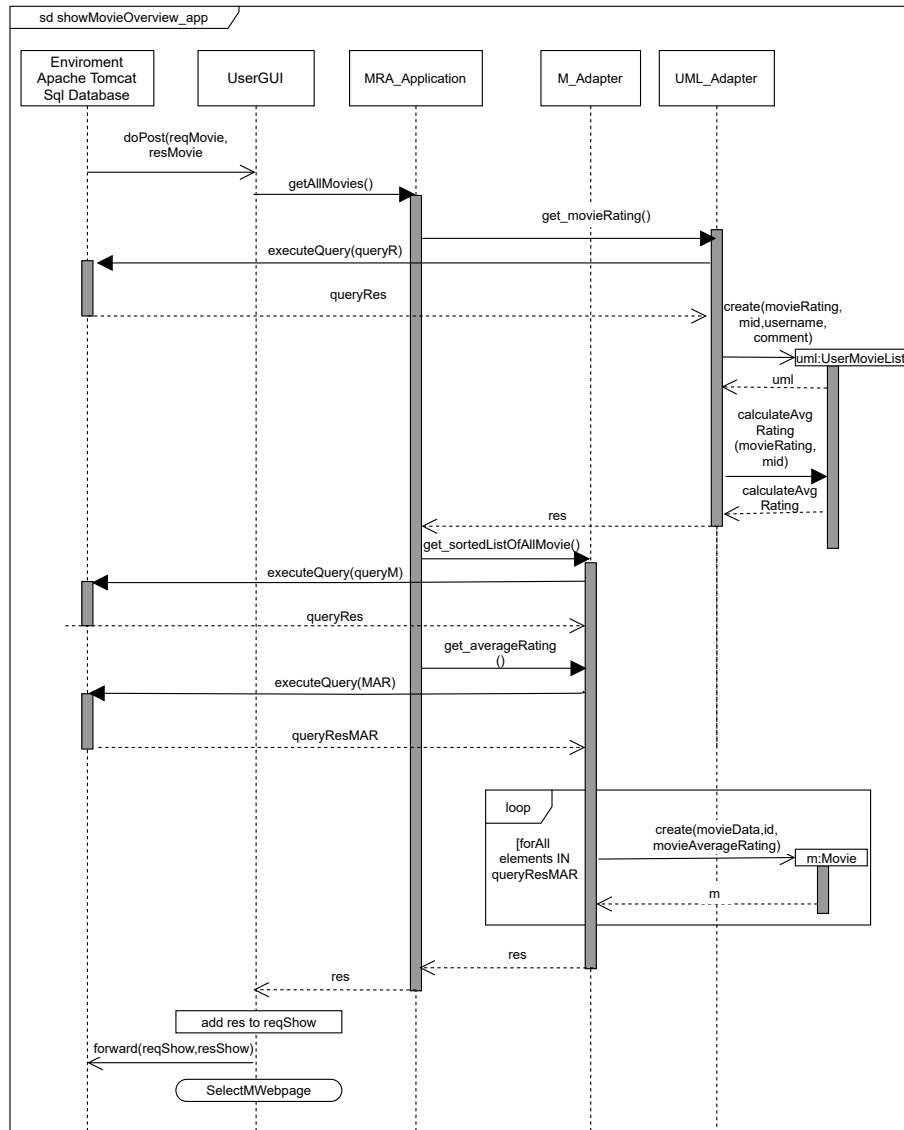 sd showMovieOverview_app
Enviroment
Apache Tomcat
Sql Database
UserGUI
MRA_Application
M_Adapter
UML_Adapter
doPost(reqMovie,
resMovie
getAllMovies()
get_movieRating()
executeQuery(queryR)
queryRes
create(movieRating,
mid,username,
comment)
uml:UserMovieList
uml
calculateAvg
Rating
(movieRating,
mid)
calculateAvg
Rating
res
get_sortedListOfAllMovie()
executeQuery(queryM)
queryRes
get_averageRating
()
executeQuery(MAR)
queryResMAR
loop
[forAll
elements IN
queryResMAR
create(movieData,id,
movieAverageRating)
m:Movie
m
res
res
add res to reqShow
forward(reqShow,resShow)
SelectMWebpage